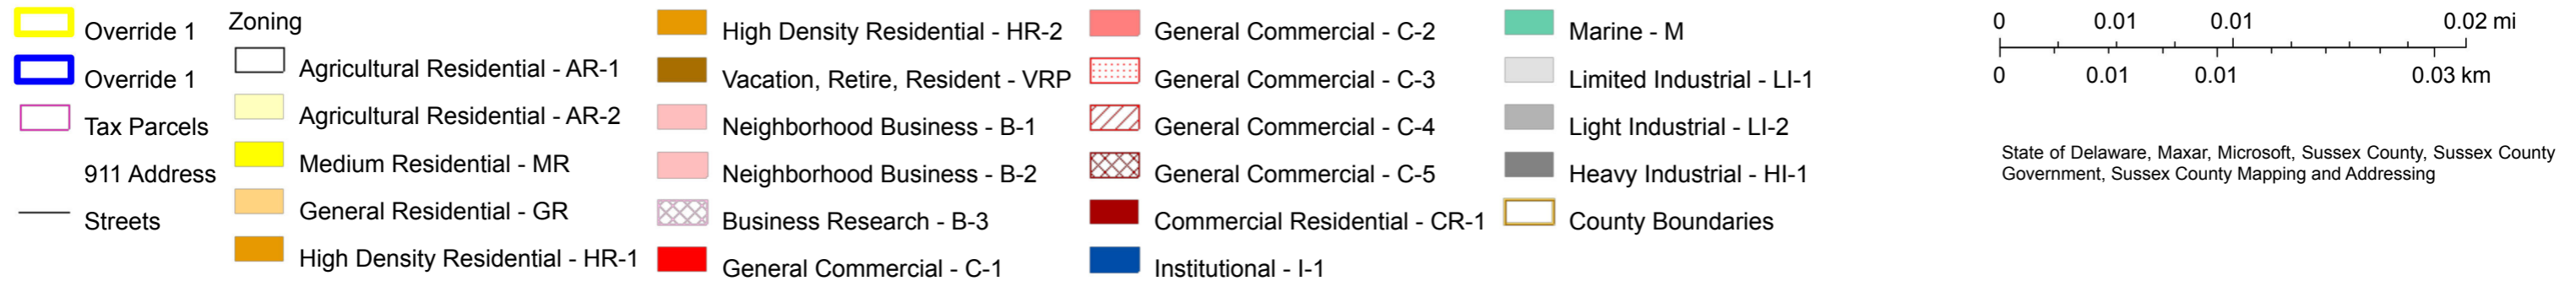 Override 1
Override 1
Tax Parcels
911 Address
Streets
Zoning
Agricultural Residential - AR-1
Agricultural Residential - AR-2
Medium Residential - MR
General Residential - GR
High Density Residential - HR-1
High Density Residential - HR-2
Vacation, Retire, Resident - VRP
Neighborhood Business - B-1
Neighborhood Business - B-2
Business Research - B-3
General Commercial - C-1
General Commercial - C-2
General Commercial - C-3
General Commercial - C-4
General Commercial - C-5
Commercial Residential - CR-1
Institutional - I-1
Marine - M
Limited Industrial - LI-1
Light Industrial - LI-2
Heavy Industrial - HI-1
County Boundaries
0 0.01 0.01 0.02 mi
0 0.01 0.01 0.03 km
State of Delaware, Maxar, Microsoft, Sussex County, Sussex County
Government, Sussex County Mapping and Addressing